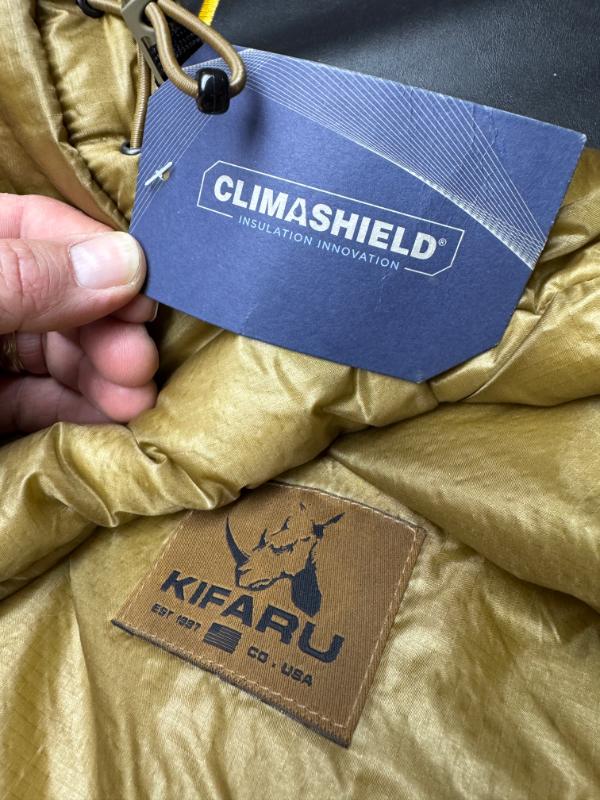 CLIMASHIELD®
INSULATION INNOVATION
KIFARU
EST 1997 CO. USA